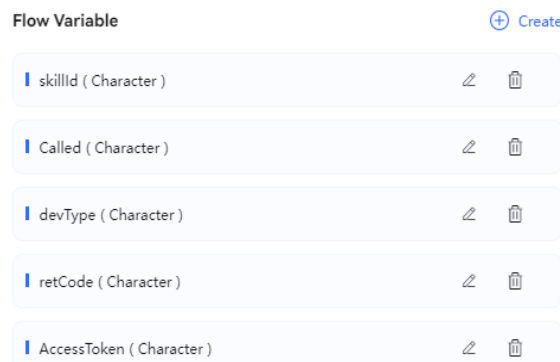 Flow Variable
Create
skillId ( Character )
Called ( Character )
devType ( Character )
retCode ( Character )
AccessToken ( Character )